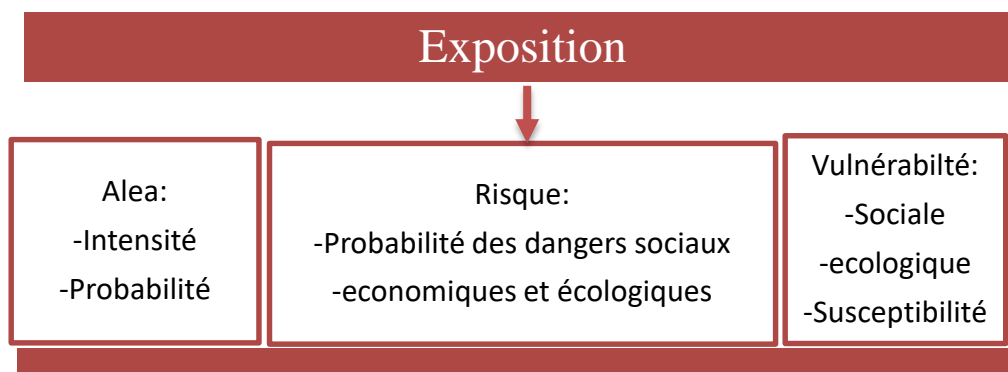 Exposition
Alea:
-Intensité
-Probabilité
Risque:
-Probabilité des dangers sociaux
-economiques et écologiques
Vulnérabilté:
-Sociale
-ecologique
-Susceptibilité